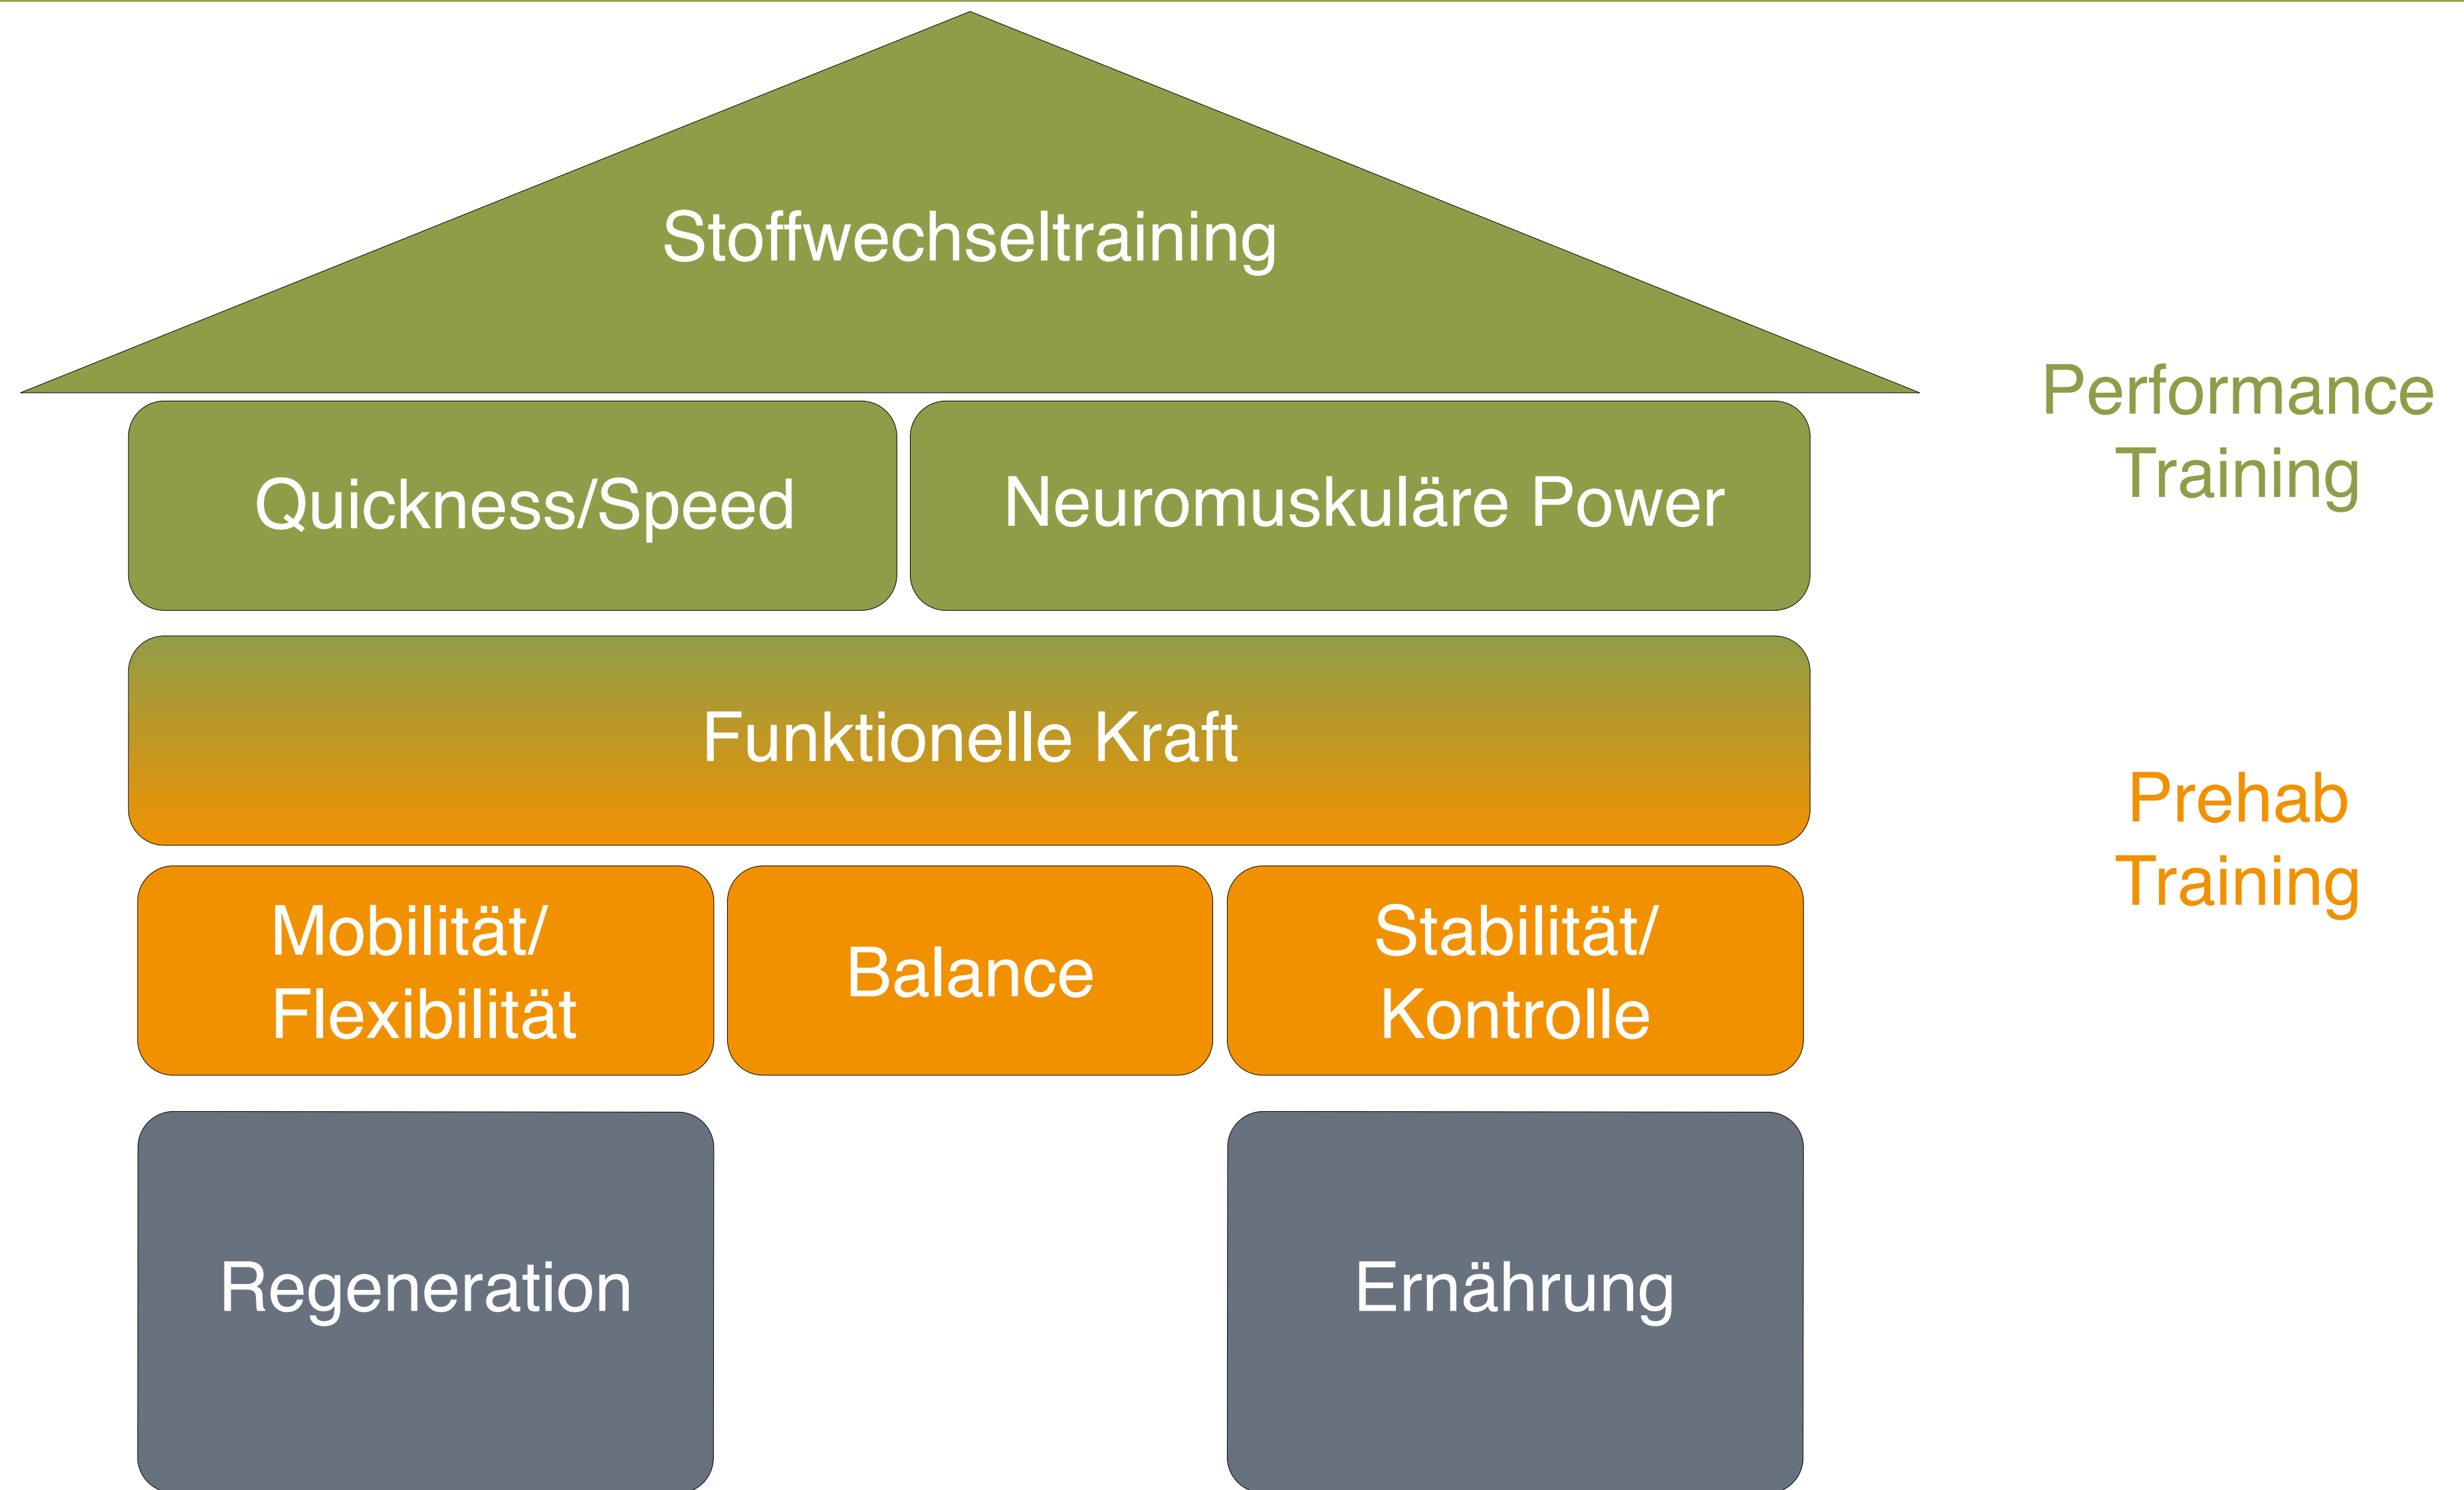 Stoffwechseltraining
Performance
Training
Quickness/Speed
Neuromuskuläre Power
Funktionelle Kraft
Prehab
Training
Mobilität/
Flexibilität
Balance
Stabilität/
Kontrolle
Regeneration
Ernährung